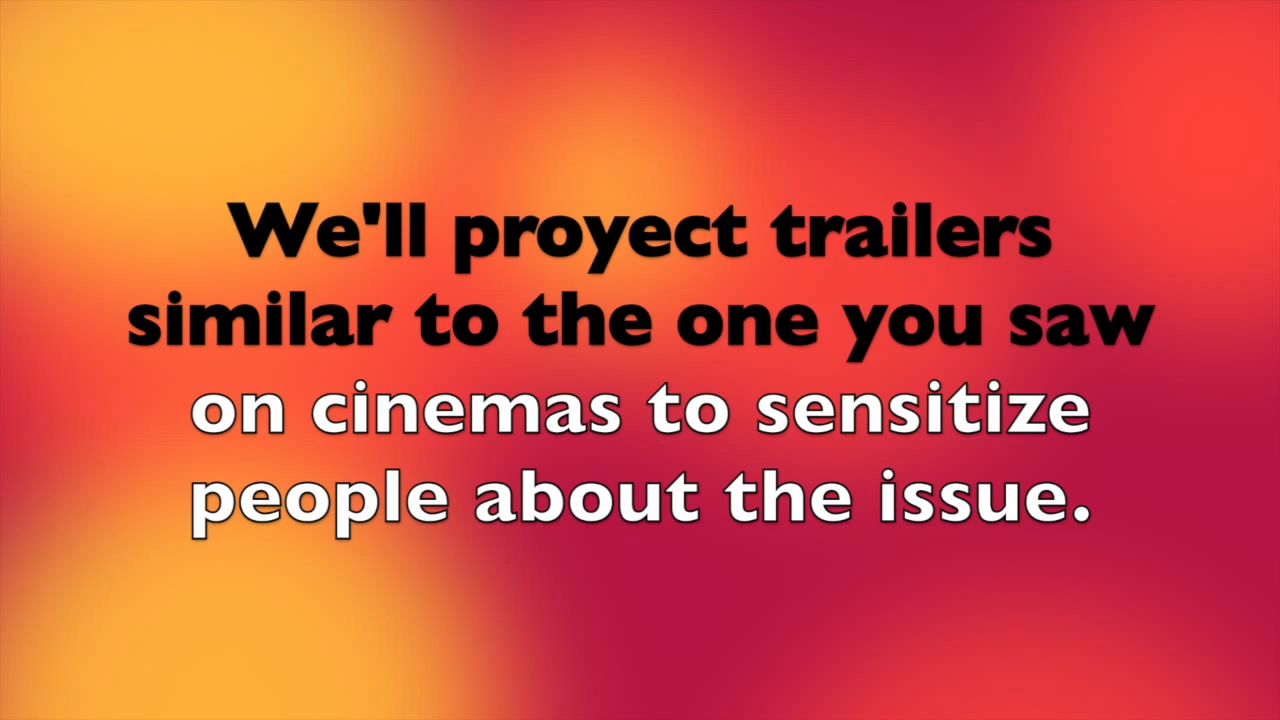 We'll proyect trailers
similar to the one you saw
on cinemas to sensitize
people about the issue.